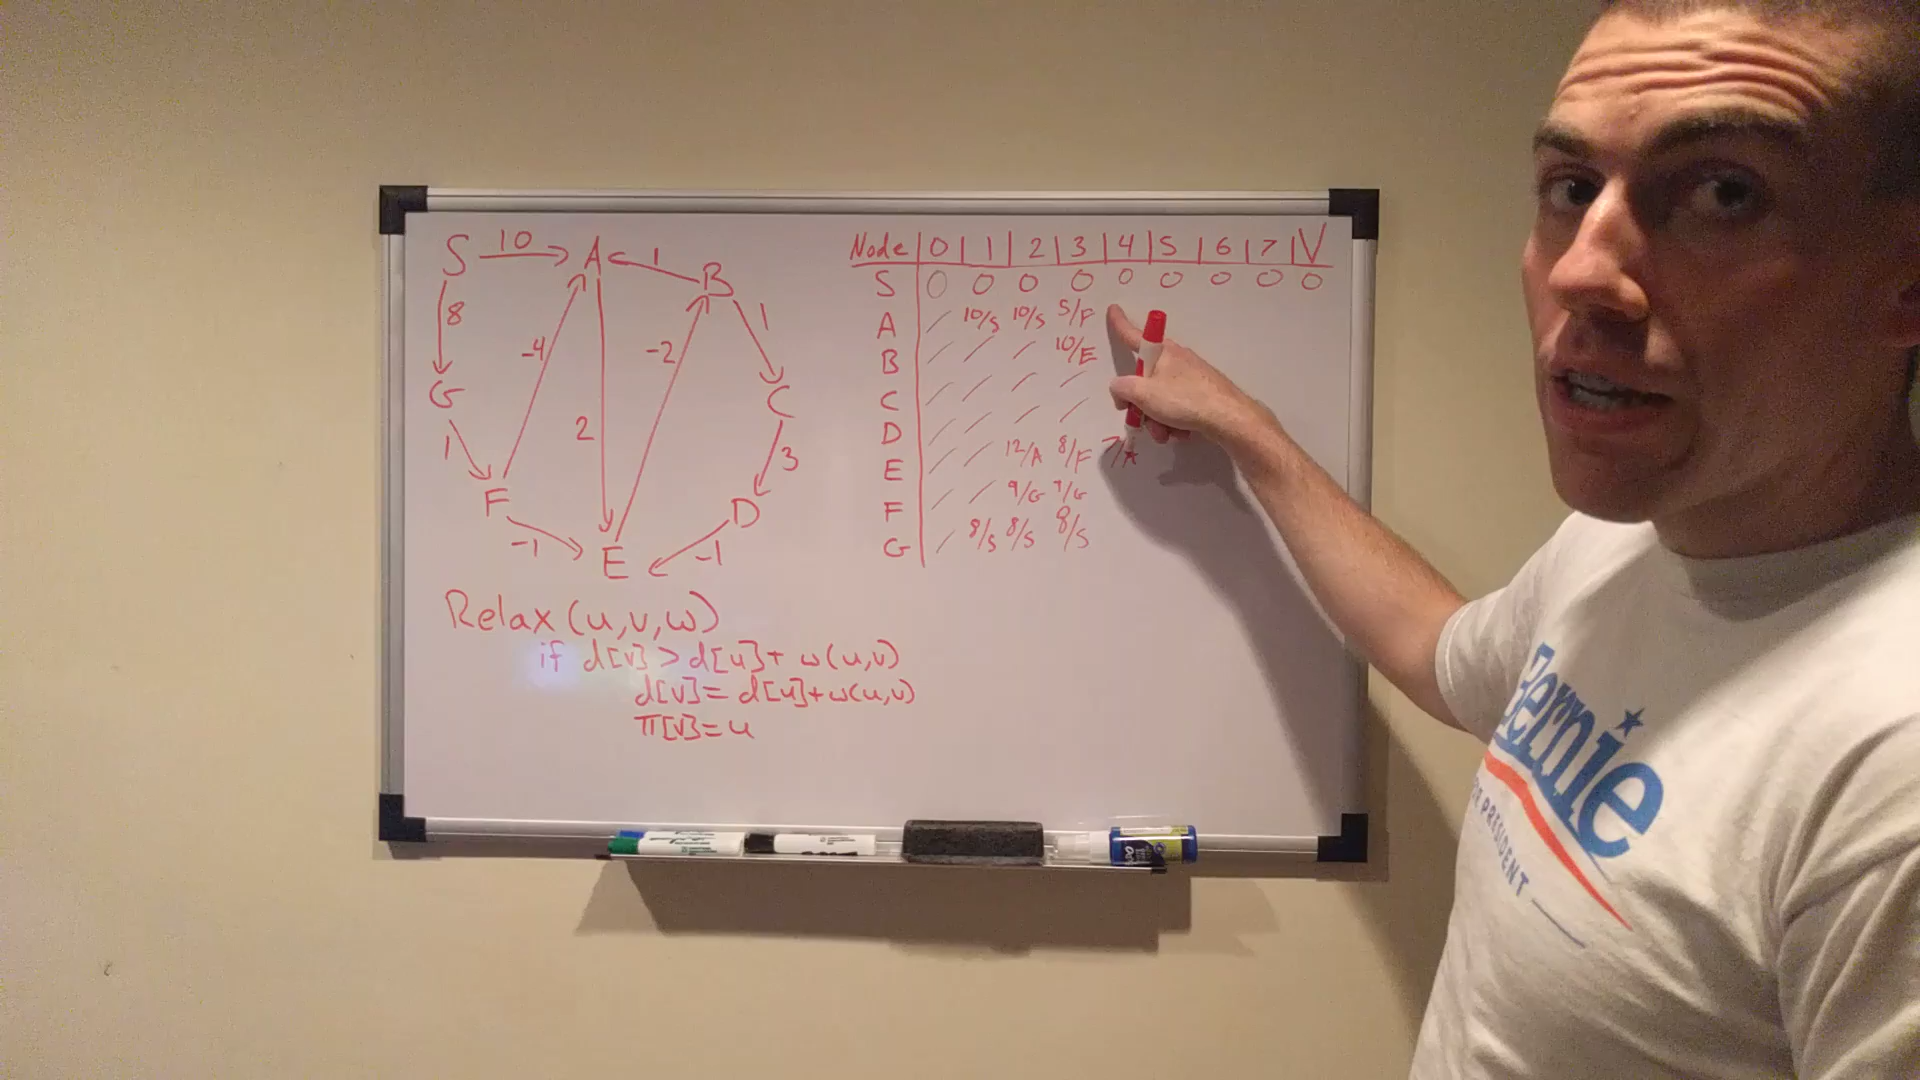 S 10 A 1 B
8 -4 -2 1
G 2 C
1 3
F D
-1 E -1
Relax (u,v,w)
if d[v] > d[u] + w(u,v)
d[v] = d[u] + w(u,v)
π[v] = u
Node | 0 | 1 | 2 | 3 | 4 | 5 | 6 | 7 | V
S 0 0 0 0 0 0 0 0 0
A / 10/S 10/S 5/F
B / / / 10/E
C / / / /
D / / / /
E / / 12/A 8/F 7/A
F / / 9/G 9/G
G / 8/S 8/S 8/S
Bernie
PRESIDENT